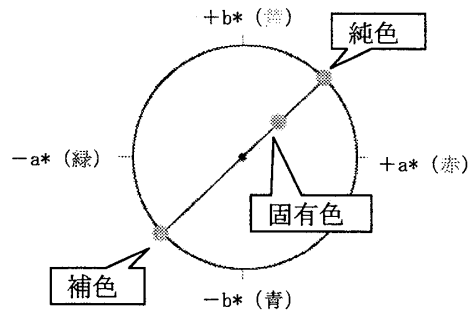 +b* (黄)
純色
-a* (緑)
+a* (赤)
固有色
補色
-b* (青)